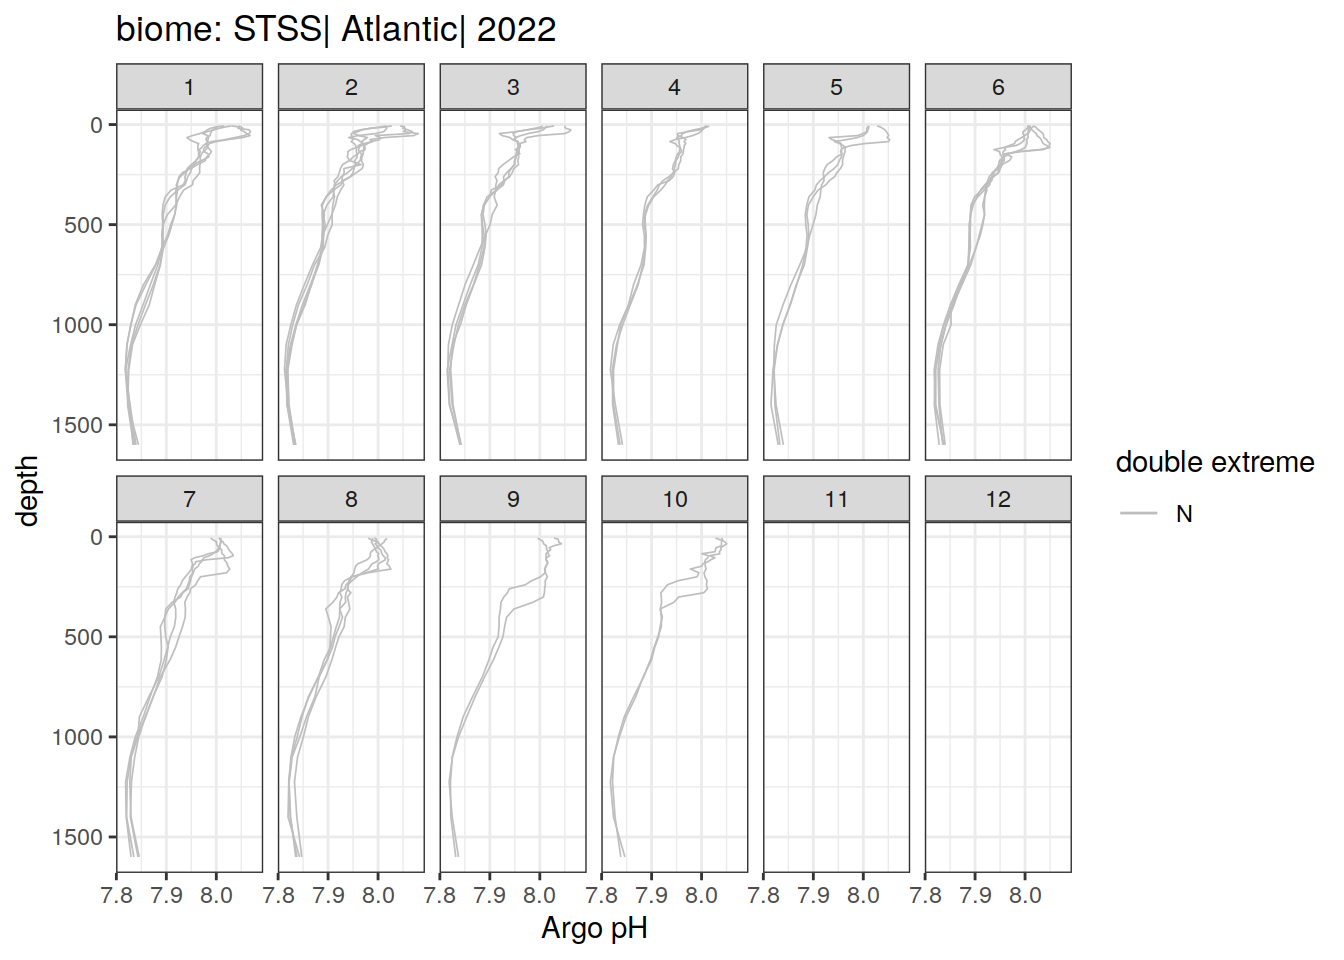 biome: STSS| Atlantic| 2022
1 2 3 4 5 6
0
500
1000
1500
7 8 9 10 11 12
0
500
1000
1500
7.8 7.9 8.0 7.8 7.9 8.0 7.8 7.9 8.0 7.8 7.9 8.0 7.8 7.9 8.0 7.8 7.9 8.0
Argo pH
depth
double extreme
N